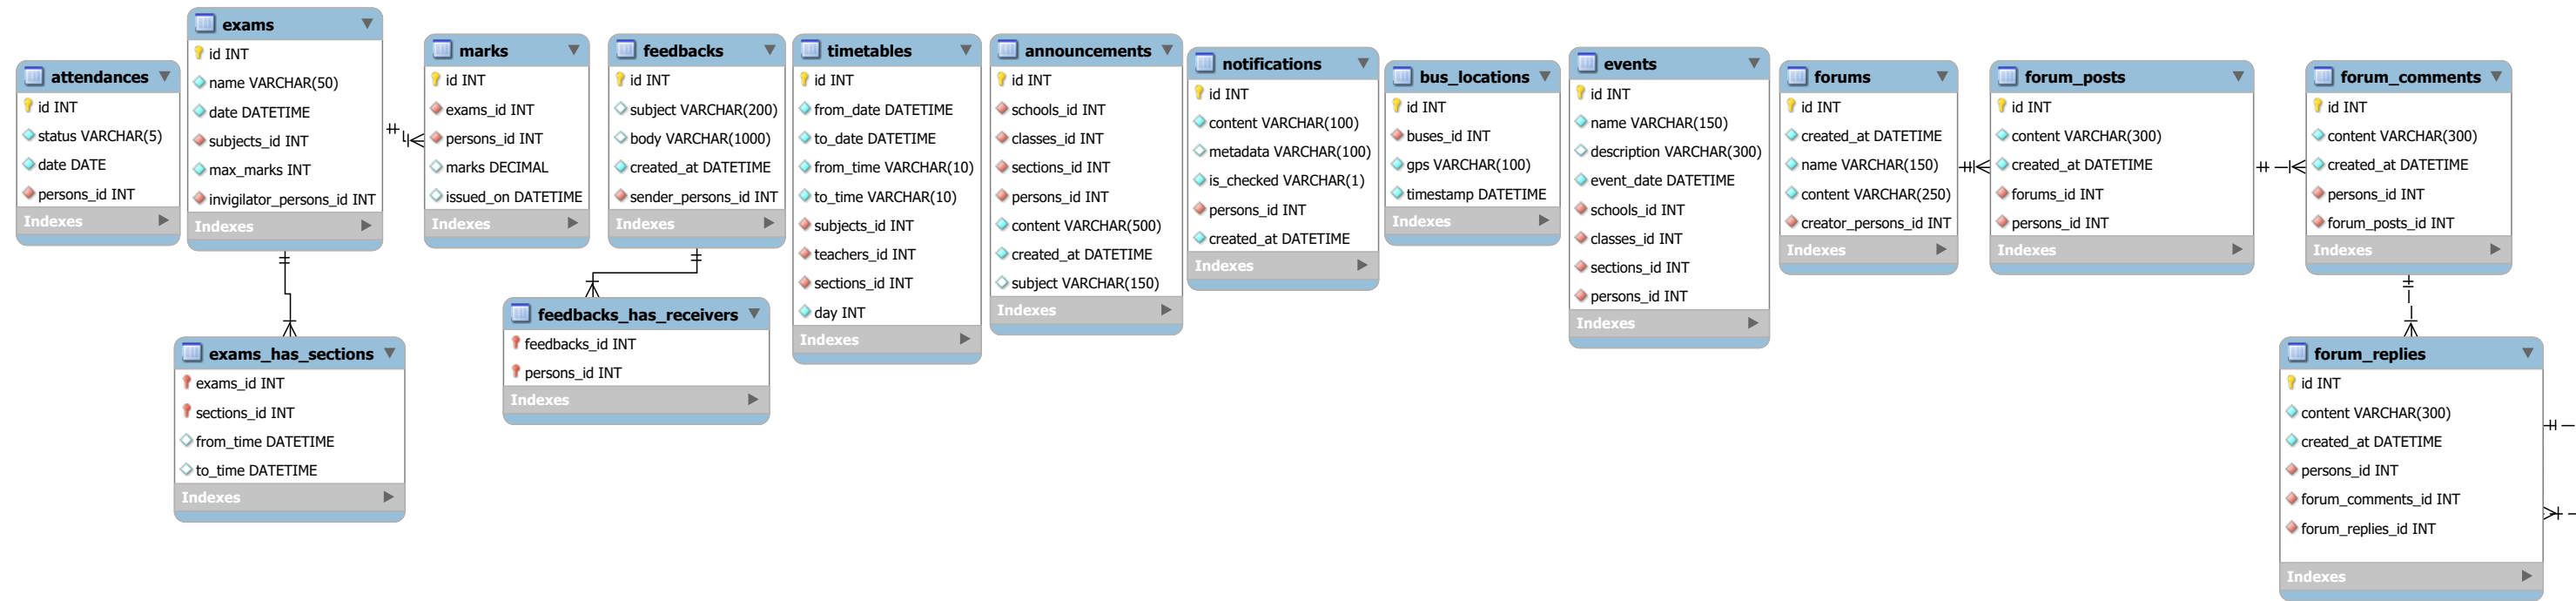 attendances
id INT
status VARCHAR(5)
date DATE
persons_id INT
Indexes
exams
id INT
name VARCHAR(50)
date DATETIME
subjects_id INT
max_marks INT
invigilator_persons_id INT
Indexes
exams_has_sections
exams_id INT
sections_id INT
from_time DATETIME
to_time DATETIME
Indexes
marks
id INT
exams_id INT
persons_id INT
marks DECIMAL
issued_on DATETIME
Indexes
feedbacks
id INT
subject VARCHAR(200)
body VARCHAR(1000)
created_at DATETIME
sender_persons_id INT
Indexes
feedbacks_has_receivers
feedbacks_id INT
persons_id INT
Indexes
timetables
id INT
from_date DATETIME
to_date DATETIME
from_time VARCHAR(10)
to_time VARCHAR(10)
subjects_id INT
teachers_id INT
sections_id INT
day INT
Indexes
announcements
id INT
schools_id INT
classes_id INT
sections_id INT
persons_id INT
content VARCHAR(500)
created_at DATETIME
subject VARCHAR(150)
Indexes
notifications
id INT
content VARCHAR(100)
metadata VARCHAR(100)
is_checked VARCHAR(1)
persons_id INT
created_at DATETIME
Indexes
bus_locations
id INT
buses_id INT
gps VARCHAR(100)
timestamp DATETIME
Indexes
events
id INT
name VARCHAR(150)
description VARCHAR(300)
event_date DATETIME
schools_id INT
classes_id INT
sections_id INT
persons_id INT
Indexes
forums
id INT
created_at DATETIME
name VARCHAR(150)
content VARCHAR(250)
creator_persons_id INT
Indexes
forum_posts
id INT
content VARCHAR(300)
created_at DATETIME
forums_id INT
persons_id INT
Indexes
forum_comments
id INT
content VARCHAR(300)
created_at DATETIME
persons_id INT
forum_posts_id INT
Indexes
forum_replies
id INT
content VARCHAR(300)
created_at DATETIME
persons_id INT
forum_comments_id INT
forum_replies_id INT
Indexes